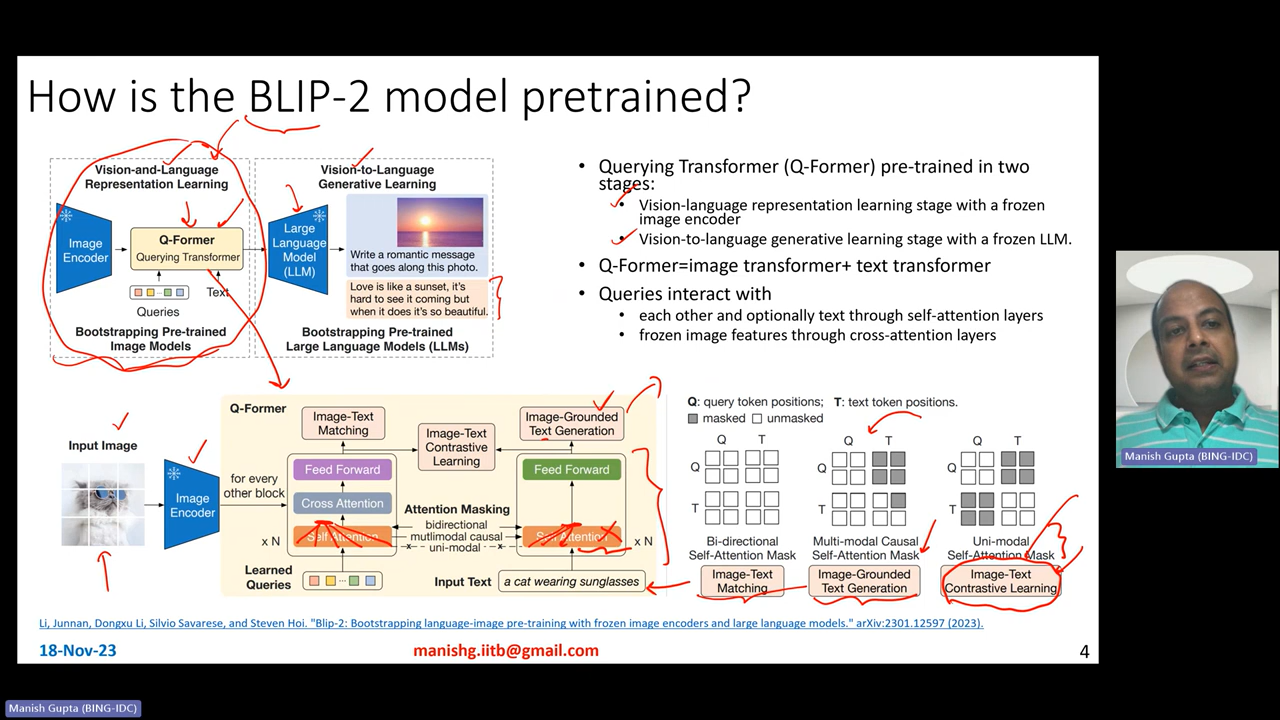 How is the BLIP-2 model pretrained?
Vision-and-Language
Representation Learning
Vision-to-Language
Generative Learning
Image
Encoder
Q-Former
Querying Transformer
Queries
Text
Bootstrapping Pre-trained
Image Models
Large
Language
Model
(LLM)
Write a romantic message
that goes along this photo.
Love is like a sunset, it's
hard to see it coming but
when it does it's so beautiful.
Bootstrapping Pre-trained
Large Language Models (LLMs)
• Querying Transformer (Q-Former) pre-trained in two
stages:
• Vision-language representation learning stage with a frozen
image encoder
• Vision-to-language generative learning stage with a frozen LLM.
• Q-Former=image transformer+ text transformer
• Queries interact with
• each other and optionally text through self-attention layers
• frozen image features through cross-attention layers
Input Image
Image
Encoder
for every
other block
Q-Former
Image-Text
Matching
Image-Text
Contrastive
Learning
Image-Grounded
Text Generation
Feed Forward
Feed Forward
Cross Attention
Attention Masking
bidirectional
mutlimodal causal
uni-modal
Self Attention
Self Attention
x N
x N
Learned
Queries
Input Text
a cat wearing sunglasses
Q: query token positions; T: text token positions.
masked unmasked
Q T
Q
T
Q T
Q
T
Q T
Q
T
Bi-directional
Self-Attention Mask
Multi-modal Causal
Self-Attention Mask
Uni-modal
Self-Attention Mask
Image-Text
Matching
Image-Grounded
Text Generation
Image-Text
Contrastive Learning
Li, Junnan, Dongxu Li, Silvio Savarese, and Steven Hoi. "Blip-2: Bootstrapping language-image pre-training with frozen image encoders and large language models." arXiv:2301.12597 (2023).
18-Nov-23
manishg.iitb@gmail.com
4
Manish Gupta (BING-IDC)
Manish Gupta (BING-IDC)